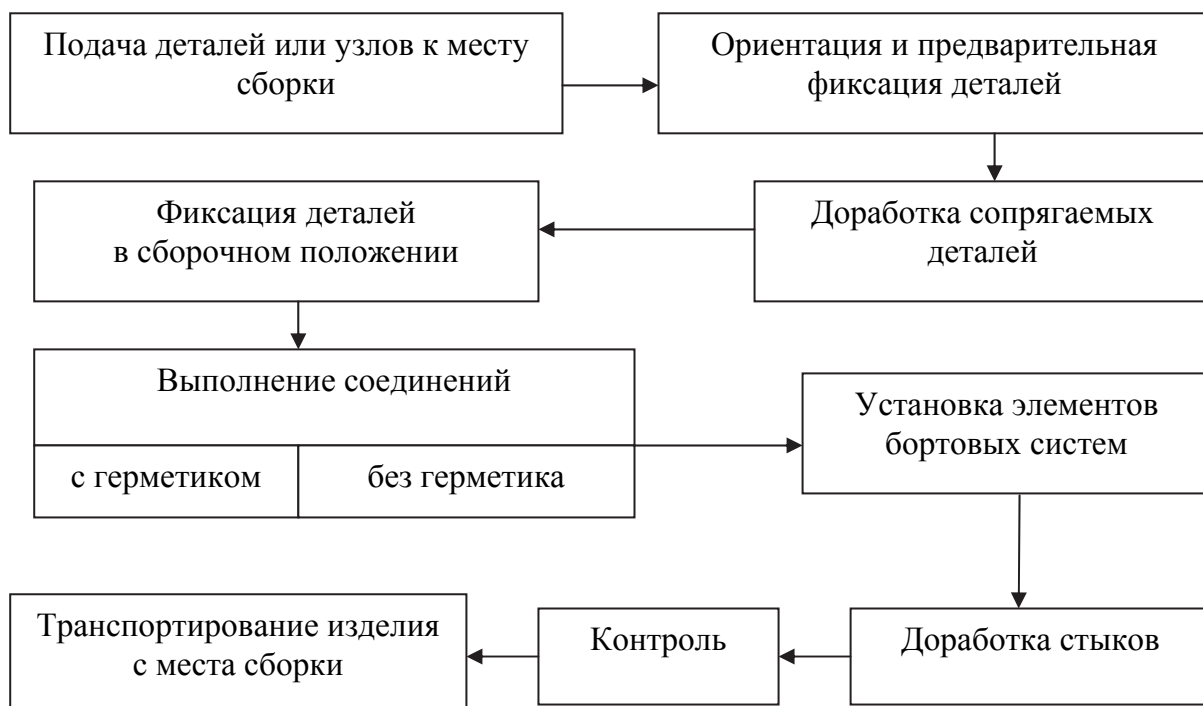 Подача деталей или узлов к месту
сборки
Ориентация и предварительная
фиксация деталей
Доработка сопрягаемых
деталей
Фиксация деталей
в сборочном положении
Выполнение соединений
с герметиком
без герметика
Установка элементов
бортовых систем
Доработка стыков
Контроль
Транспортирование изделия
с места сборки